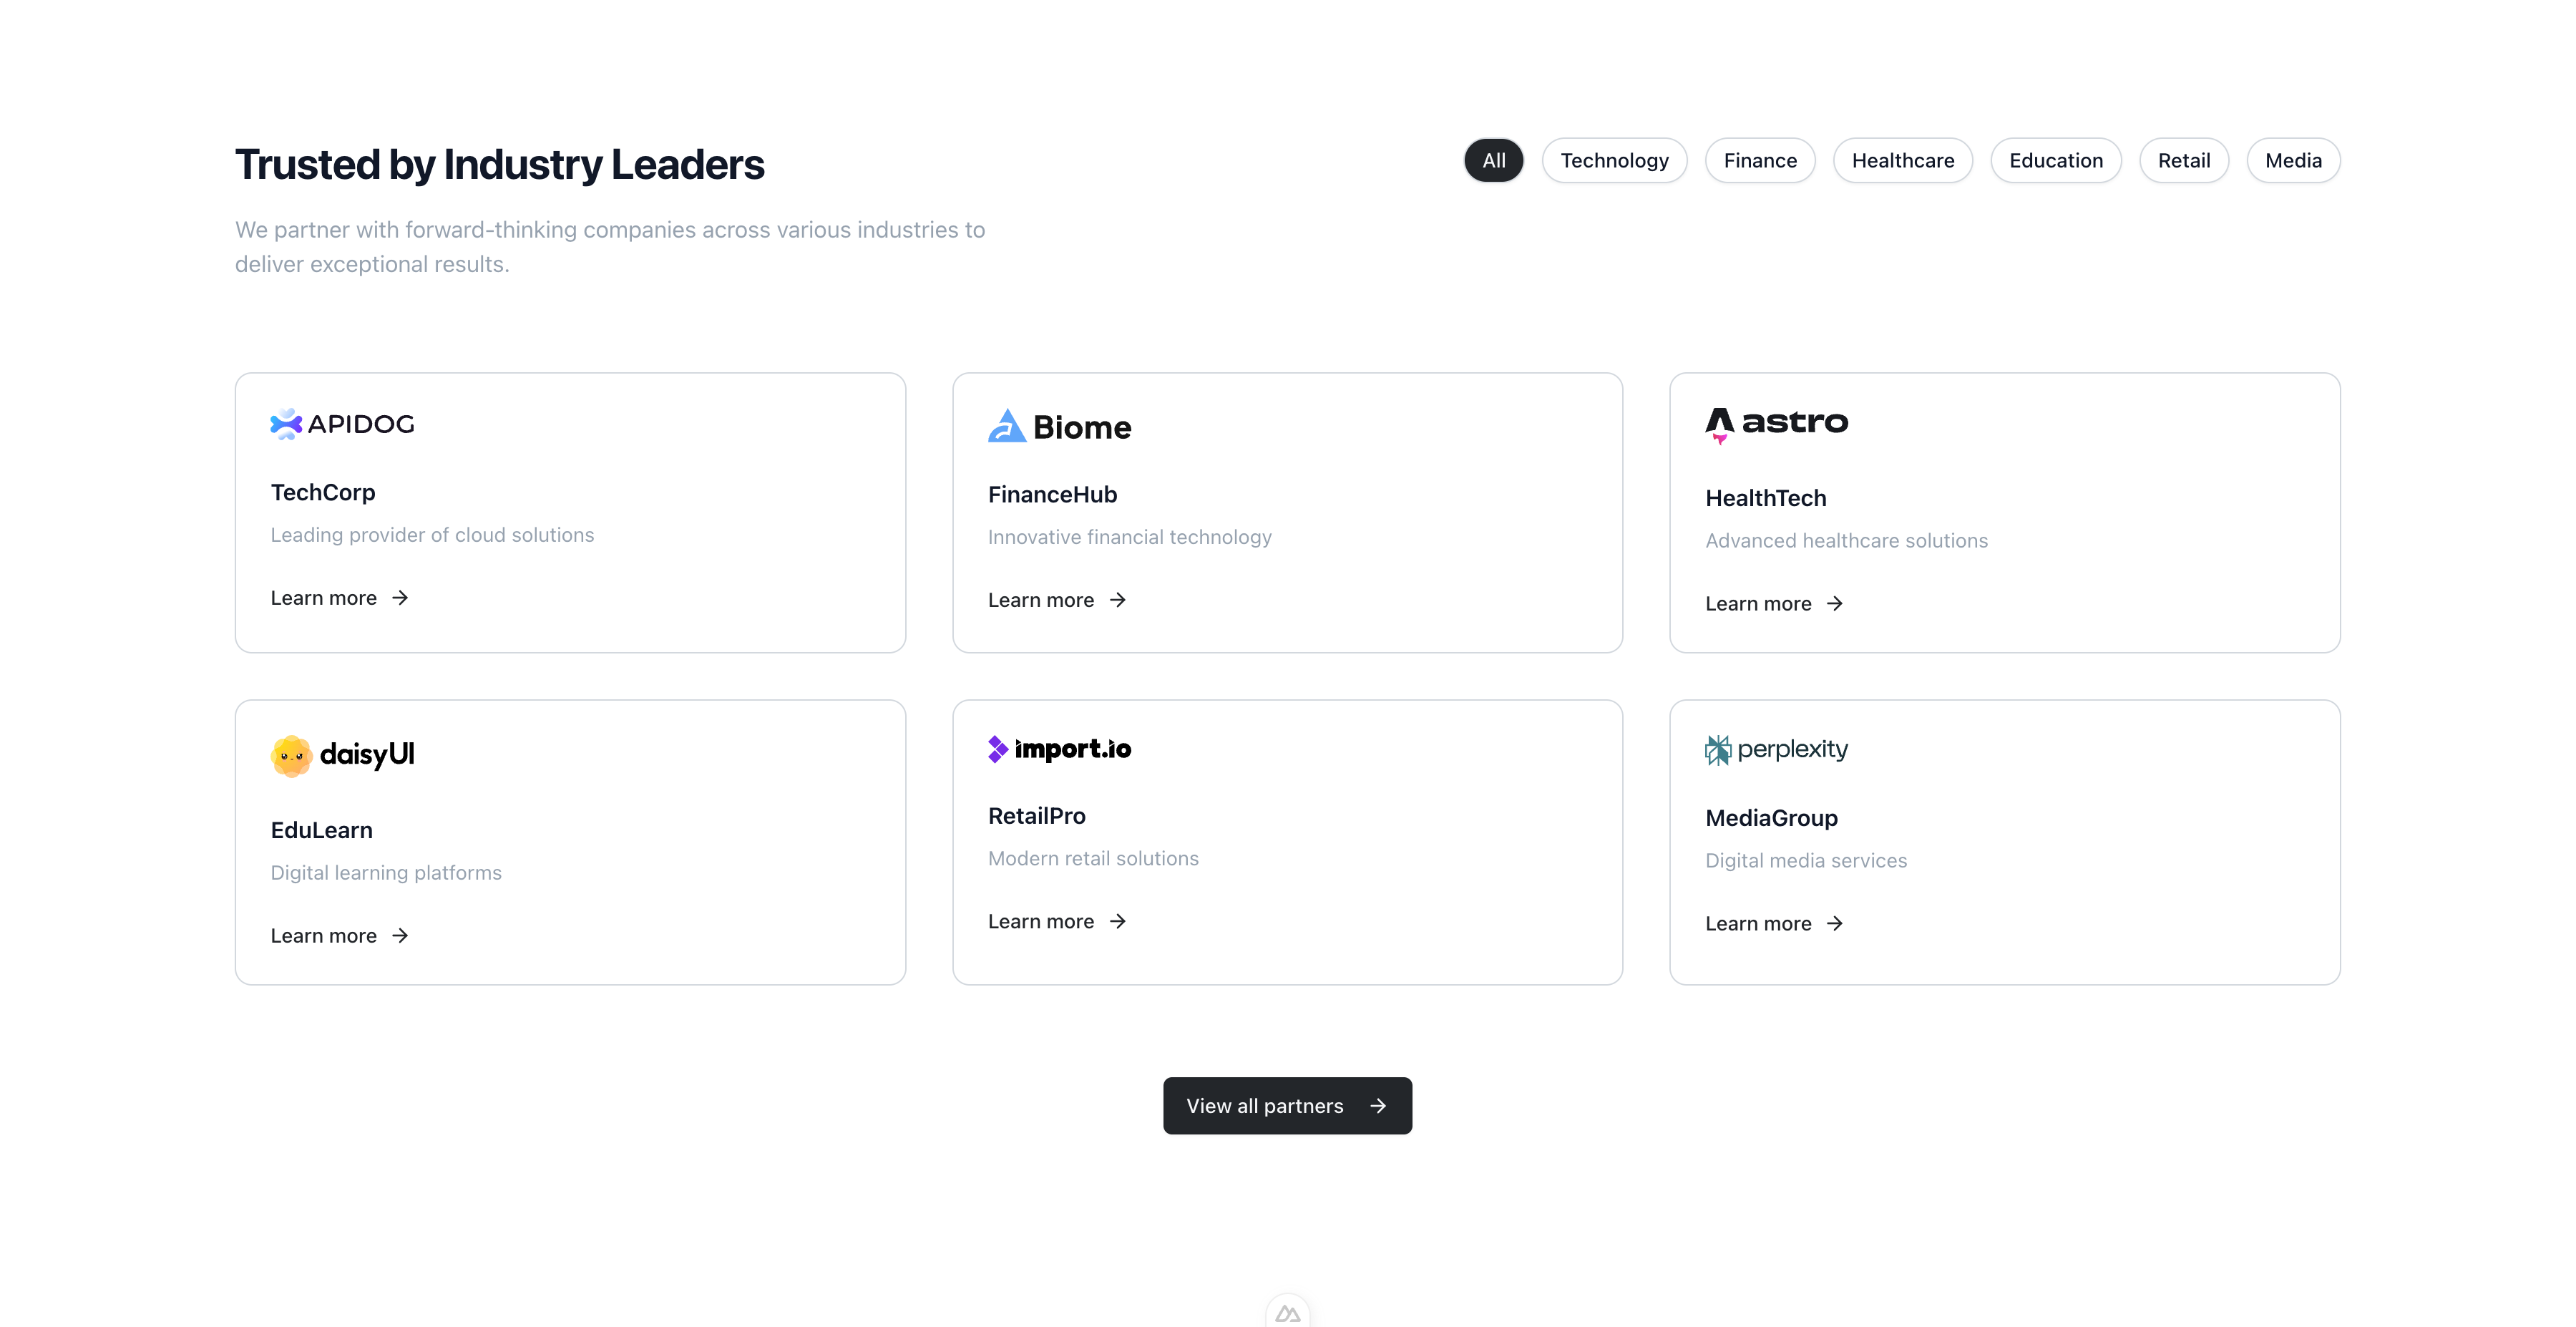 Trusted by Industry Leaders
All
Technology
Finance
Healthcare
Education
Retail
Media
We partner with forward-thinking companies across various industries to
deliver exceptional results.
APIDOG
TechCorp
Leading provider of cloud solutions
Learn more
Biome
FinanceHub
Innovative financial technology
Learn more
astro
HealthTech
Advanced healthcare solutions
Learn more
daisyUI
EduLearn
Digital learning platforms
Learn more
import.io
RetailPro
Modern retail solutions
Learn more
perplexity
MediaGroup
Digital media services
Learn more
View all partners